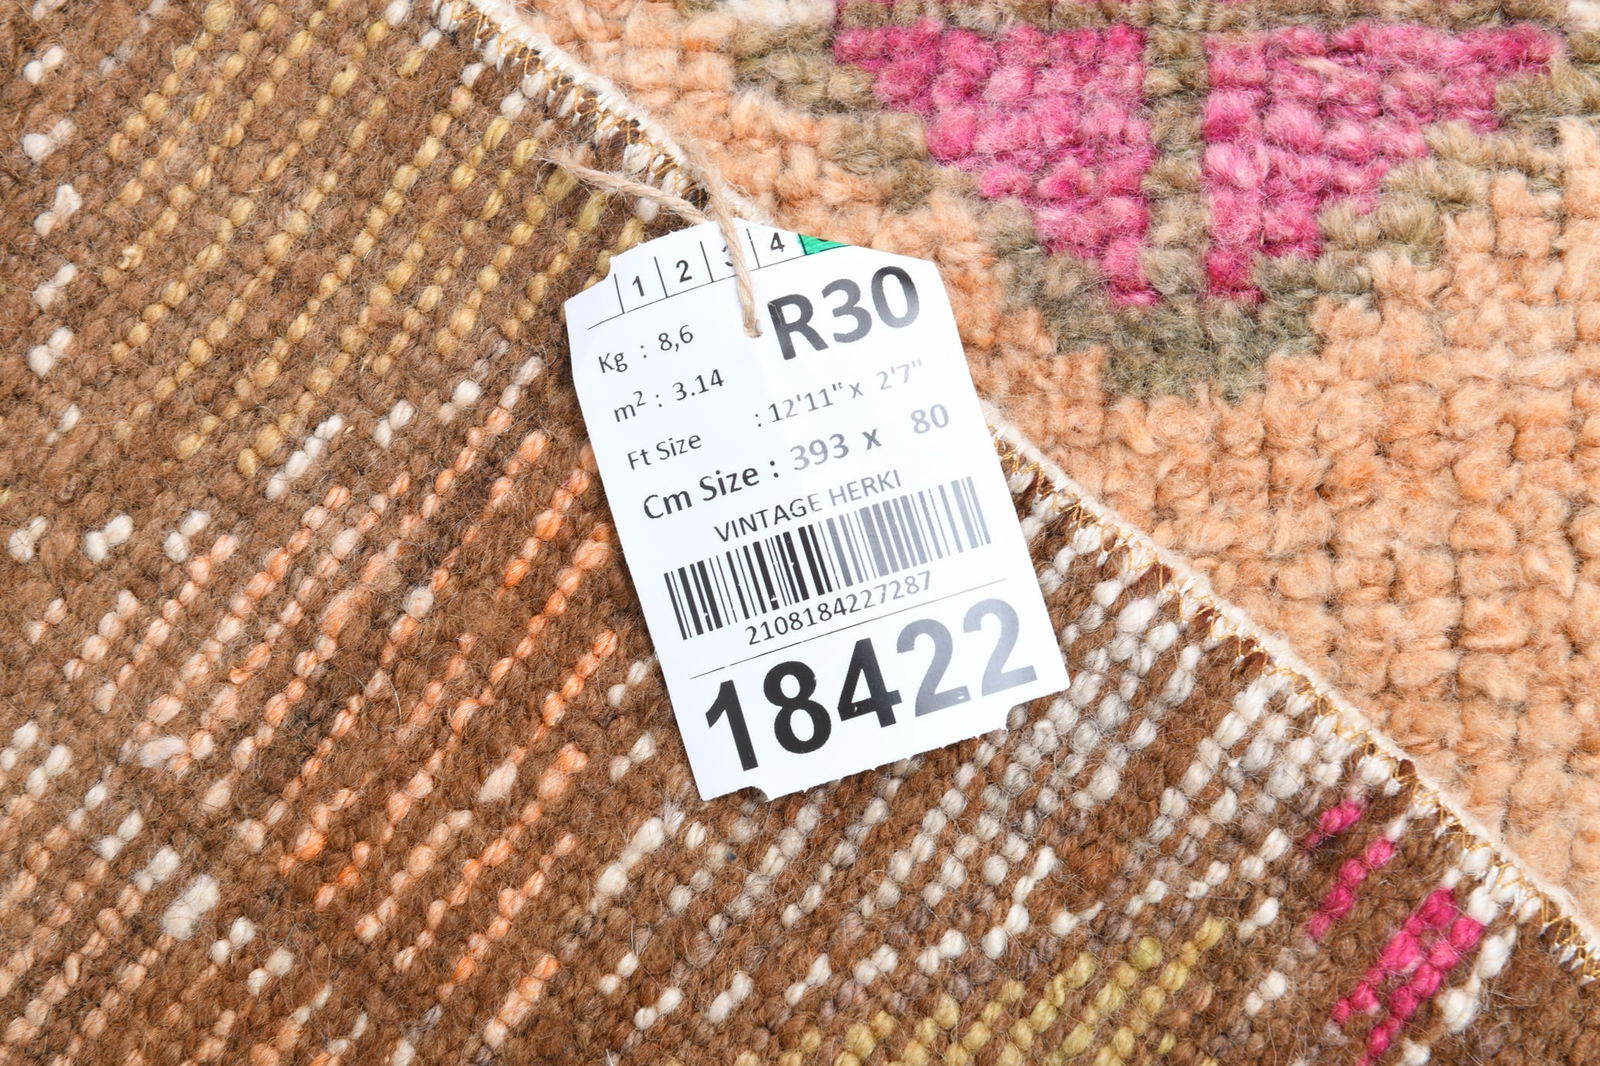 1 2 3 4
R30
Kg : 8,6
m2 : 3.14
Ft Size : 12'11" x 2'7"
Cm Size : 393 x 80
VINTAGE HERKI
2108184227287
18422